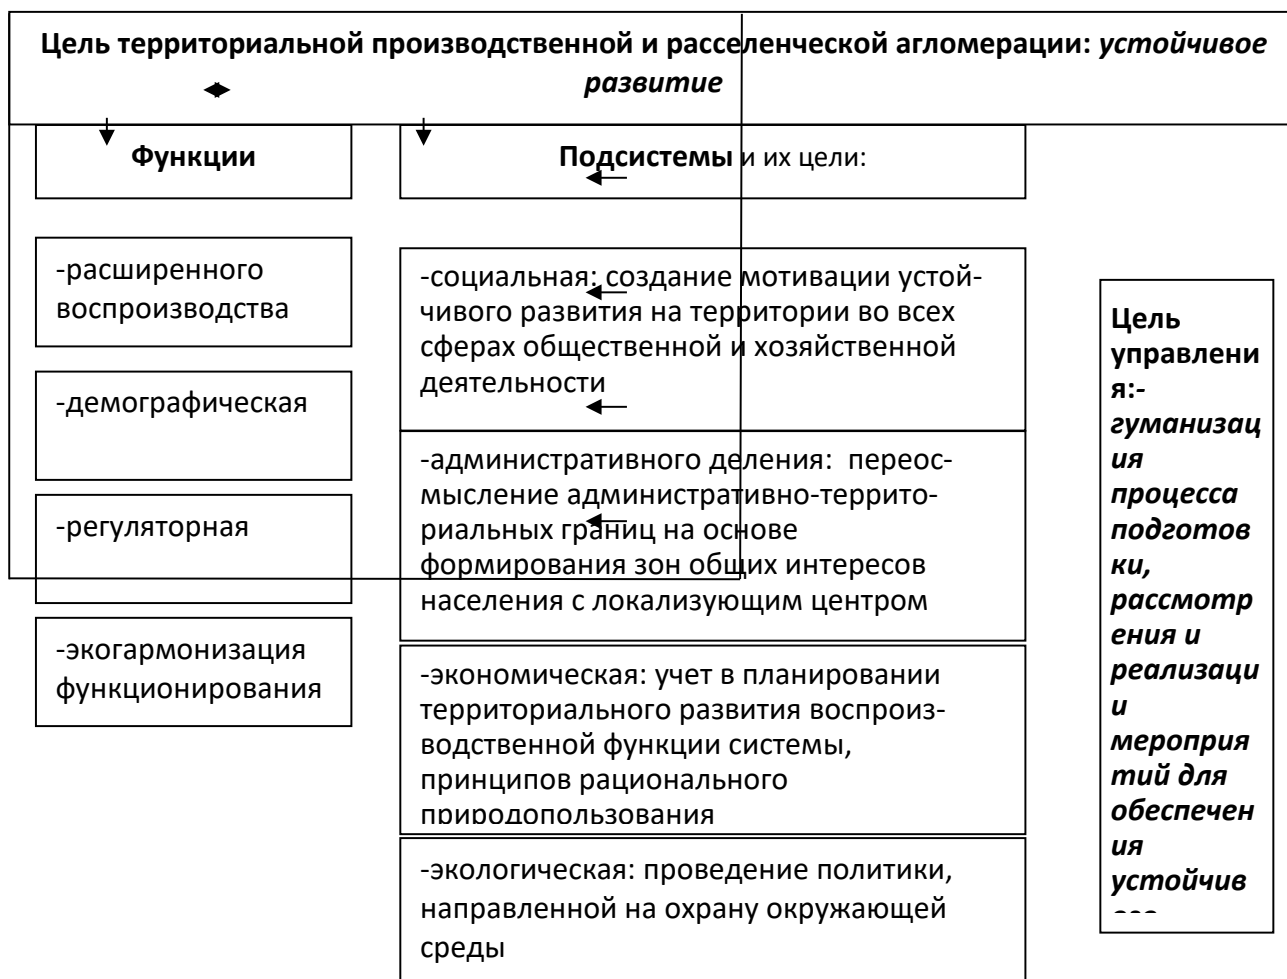 Цель территориальной производственной и расселенческой агломерации: устойчивое
развитие
Функции
-расширенного
воспроизводства
-демографическая
-регуляторная
-экогармонизация
функционирования
Подсистемы и их цели:
-социальная: создание мотивации устой-
чивого развития на территории во всех
сферах общественной и хозяйственной
деятельности
-административного деления: переос-
мысление административно-террито-
риальных границ на основе
формирования зон общих интересов
населения с локализующим центром
-экономическая: учет в планировании
территориального развития воспроиз-
водственной функции системы,
принципов рационального
природопользования
-экологическая: проведение политики,
направленной на охрану окружающей
среды
Цель
управлени
я:-
гуманизац
ия
процесса
подготов
ки,
рассмотр
ения и
реализаци
и
мероприя
тий для
обеспечен
ия
устойчив